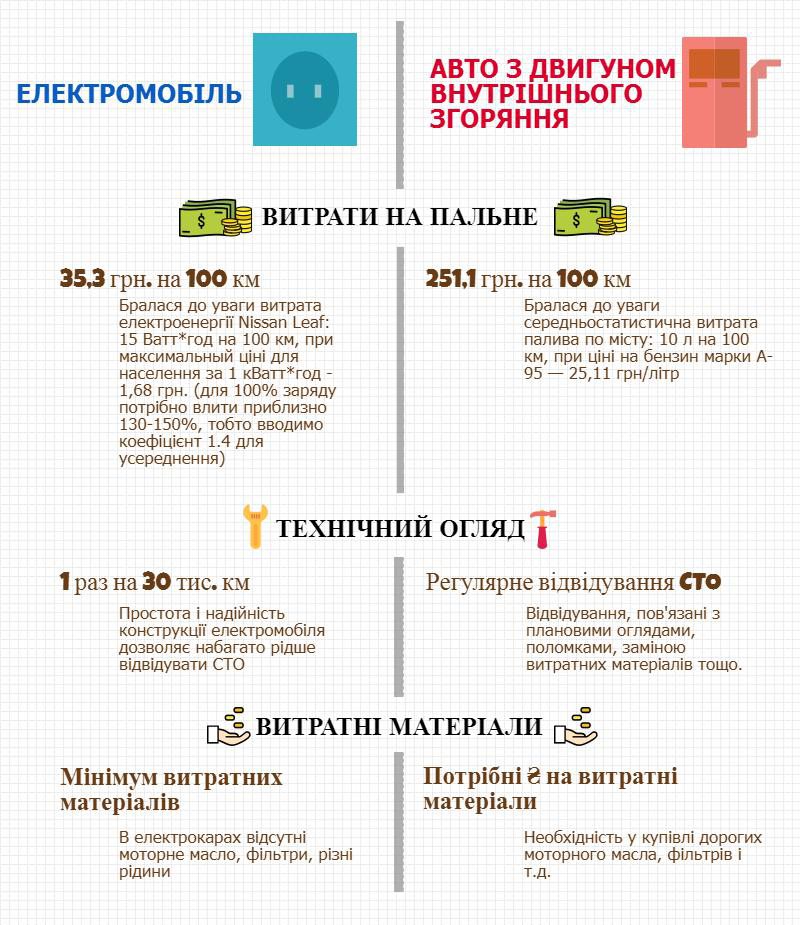 ЕЛЕКТРОМОБІЛЬ
АВТО З ДВИГУНОМ
ВНУТРІШНЬОГО
ЗГОРЯННЯ
ВИТРАТИ НА ПАЛЬНЕ
35,3 грн. на 100 км
Бралася до уваги витрата
електроенергії Nissan Leaf:
15 Ватт*год на 100 км, при
максимальный ціні для
населення за 1 кВатт*год -
1,68 грн. (для 100% заряду
потрібно влити приблизно
130-150%, тобто вводимо
коефіцієнт 1.4 для
усереднення)
251,1 грн. на 100 км
Бралася до уваги
середньостатистична витрата
палива по місту: 10 л на 100
км, при ціні на бензин марки А-
95 — 25,11 грн/літр
ТЕХНІЧНИЙ ОГЛЯД
1 раз на 30 тис. км
Простота і надійність
конструкції електромобіля
дозволяє набагато рідше
відвідувати СТО
Регулярне відвідування СТО
Відвідування, пов'язані з
плановими оглядами,
поломками, заміною
витратних матеріалів тощо.
ВИТРАТНІ МАТЕРІАЛИ
Мінімум витратних
матеріалів
В електрокарах відсутні
моторне масло, фільтри, різні
рідини
Потрібні ₴ на витратні
матеріали
Необхідність у купівлі дорогих
моторного масла, фільтрів і
т.д.